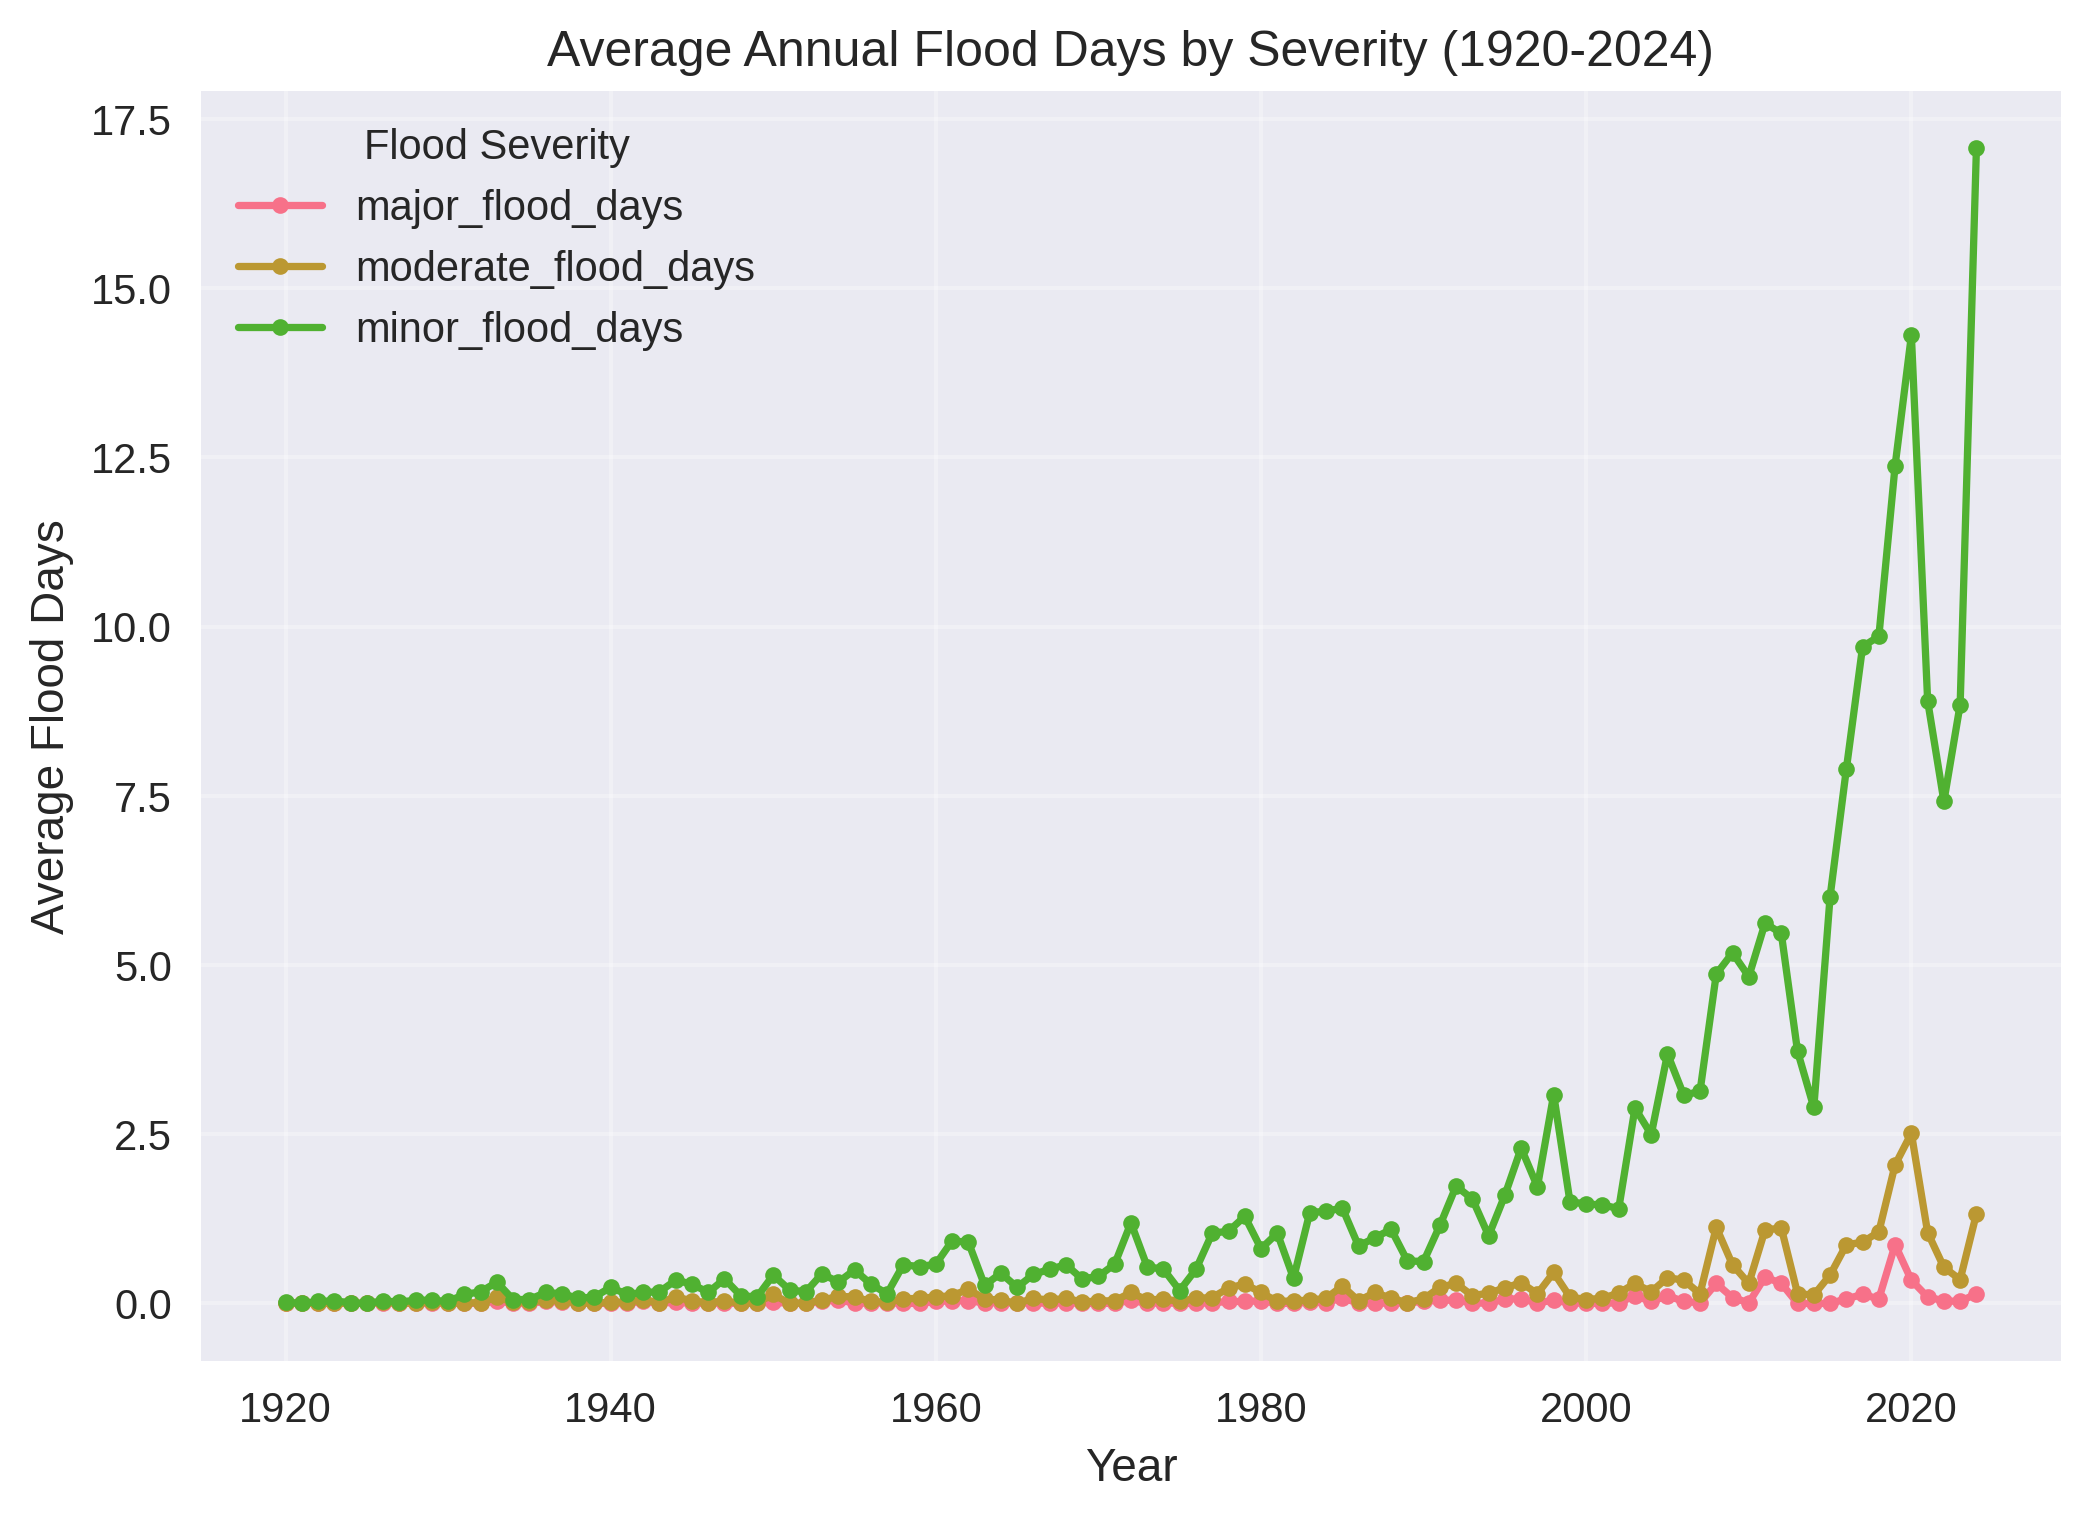 Average Annual Flood Days by Severity (1920-2024)
17.5
15.0
12.5
10.0
7.5
5.0
2.5
0.0
Average Flood Days
Flood Severity
major_flood_days
moderate_flood_days
minor_flood_days
1920 1940 1960 1980 2000 2020
Year